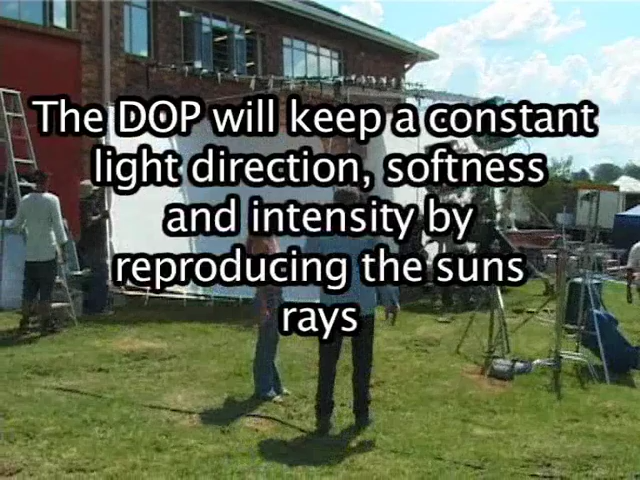 The DOP will keep a constant
light direction, softness
and intensity by
reproducing the suns
rays